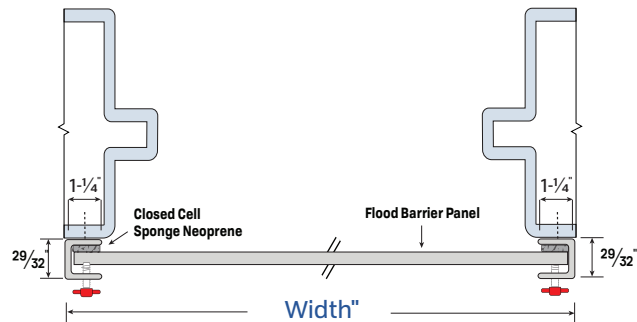 1-1/4"
1-1/4"
Closed Cell
Sponge Neoprene
Flood Barrier Panel
29/32"
29/32"
Width"